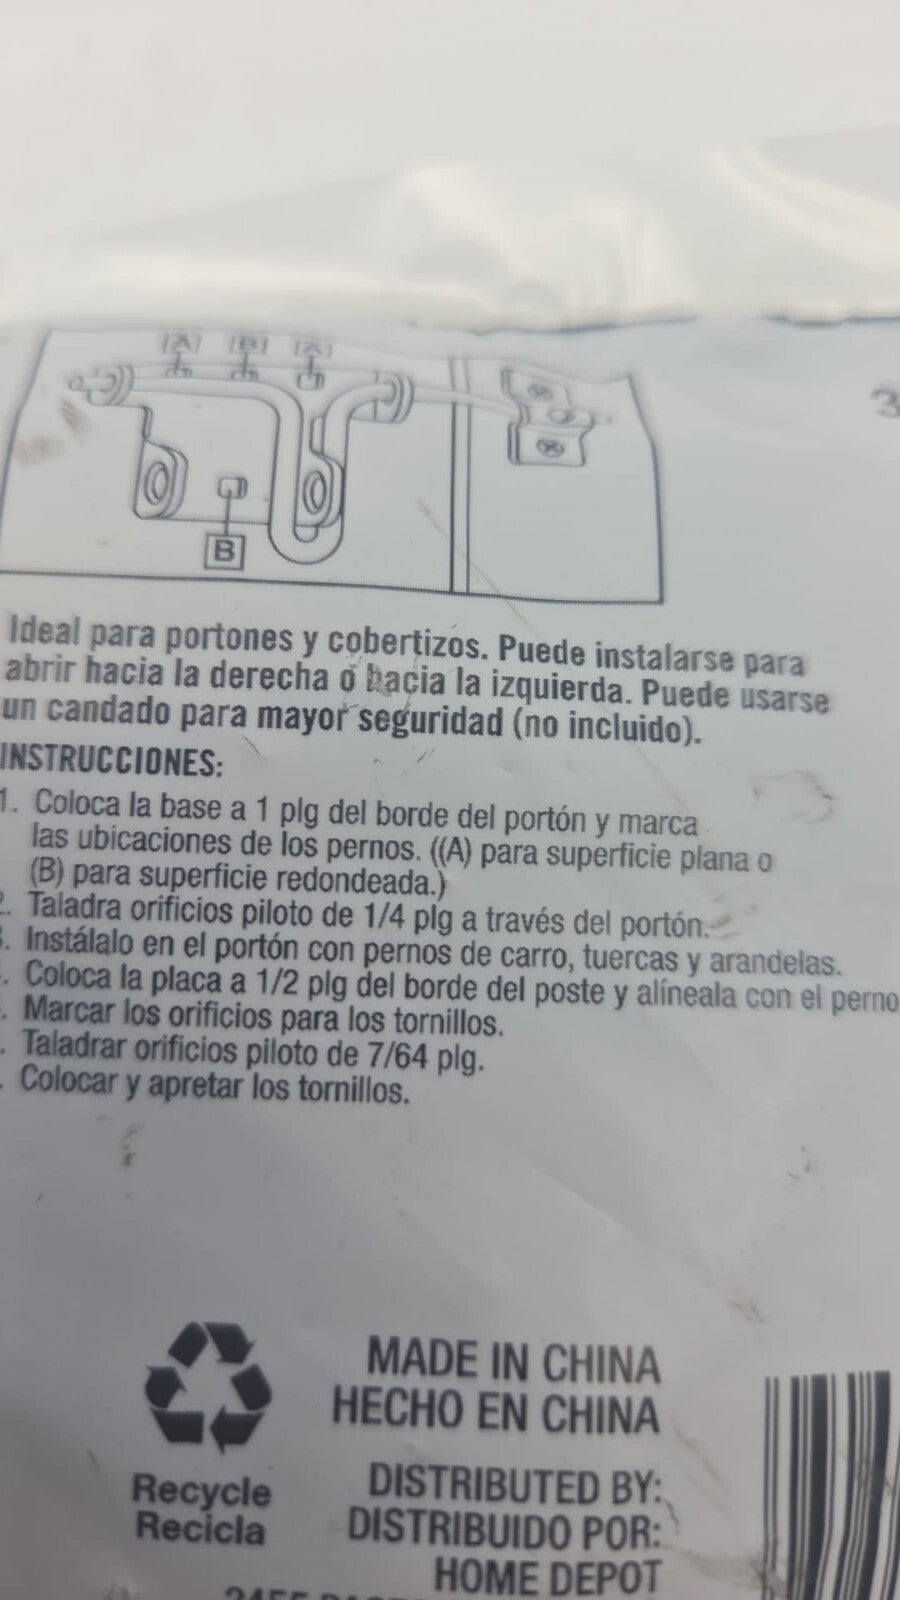 A B A
3
B
Ideal para portones y cobertizos. Puede instalarse para
abrir hacia la derecha o hacia la izquierda. Puede usarse
un candado para mayor seguridad (no incluido).
INSTRUCCIONES:
1. Coloca la base a 1 plg del borde del portón y marca
las ubicaciones de los pernos. ((A) para superficie plana o
(B) para superficie redondeada.)
. Taladra orificios piloto de 1/4 plg a través del portón.
. Instálalo en el portón con pernos de carro, tuercas y arandelas.
. Coloca la placa a 1/2 plg del borde del poste y alíneala con el perno
. Marcar los orificios para los tornillos.
. Taladrar orificios piloto de 7/64 plg.
. Colocar y apretar los tornillos.
MADE IN CHINA
HECHO EN CHINA
Recycle
Recicla
DISTRIBUTED BY:
DISTRIBUIDO POR:
HOME DEPOT